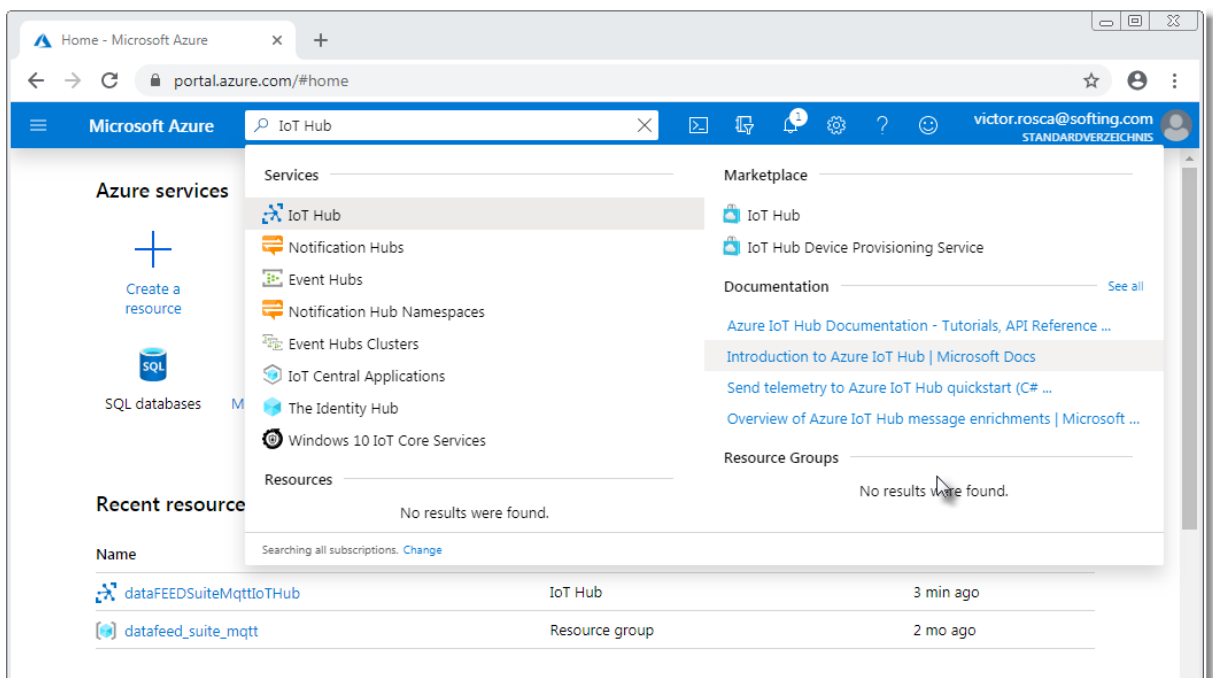 Home - Microsoft Azure
portal.azure.com/#home
Microsoft Azure
IoT Hub
1
victor.rosca@softing.com
STANDARDVERZEICHNIS
Azure services
Create a
resource
SQL
SQL databases
M
Services
IoT Hub
Notification Hubs
Event Hubs
Notification Hub Namespaces
Event Hubs Clusters
IoT Central Applications
The Identity Hub
Windows 10 IoT Core Services
Resources
No results were found.
Marketplace
IoT Hub
IoT Hub Device Provisioning Service
Documentation
See all
Azure IoT Hub Documentation - Tutorials, API Reference ...
Introduction to Azure IoT Hub | Microsoft Docs
Send telemetry to Azure IoT Hub quickstart (C# ...
Overview of Azure IoT Hub message enrichments | Microsoft ...
Resource Groups
No results were found.
Searching all subscriptions. Change
Recent resource
Name
dataFEEDSuiteMqttIoTHub IoT Hub 3 min ago
datafeed_suite_mqtt Resource group 2 mo ago